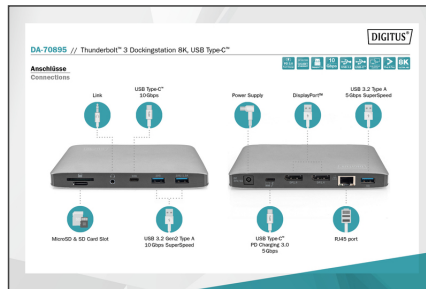 DIGITUS®
DA-70895 // Thunderbolt™ 3 Dockingstation 8K, USB Type-C™
Anschlüsse
Connections
8K
Link
USB Type-C™
10Gbps
Power Supply
DisplayPort™
USB 3.2 Type A
5Gbps SuperSpeed
MicroSD & SD Card Slot
USB 3.2 Gen2 Type A
10Gbps SuperSpeed
USB Type-C™
PD Charging 3.0
5Gbps
RJ45 port